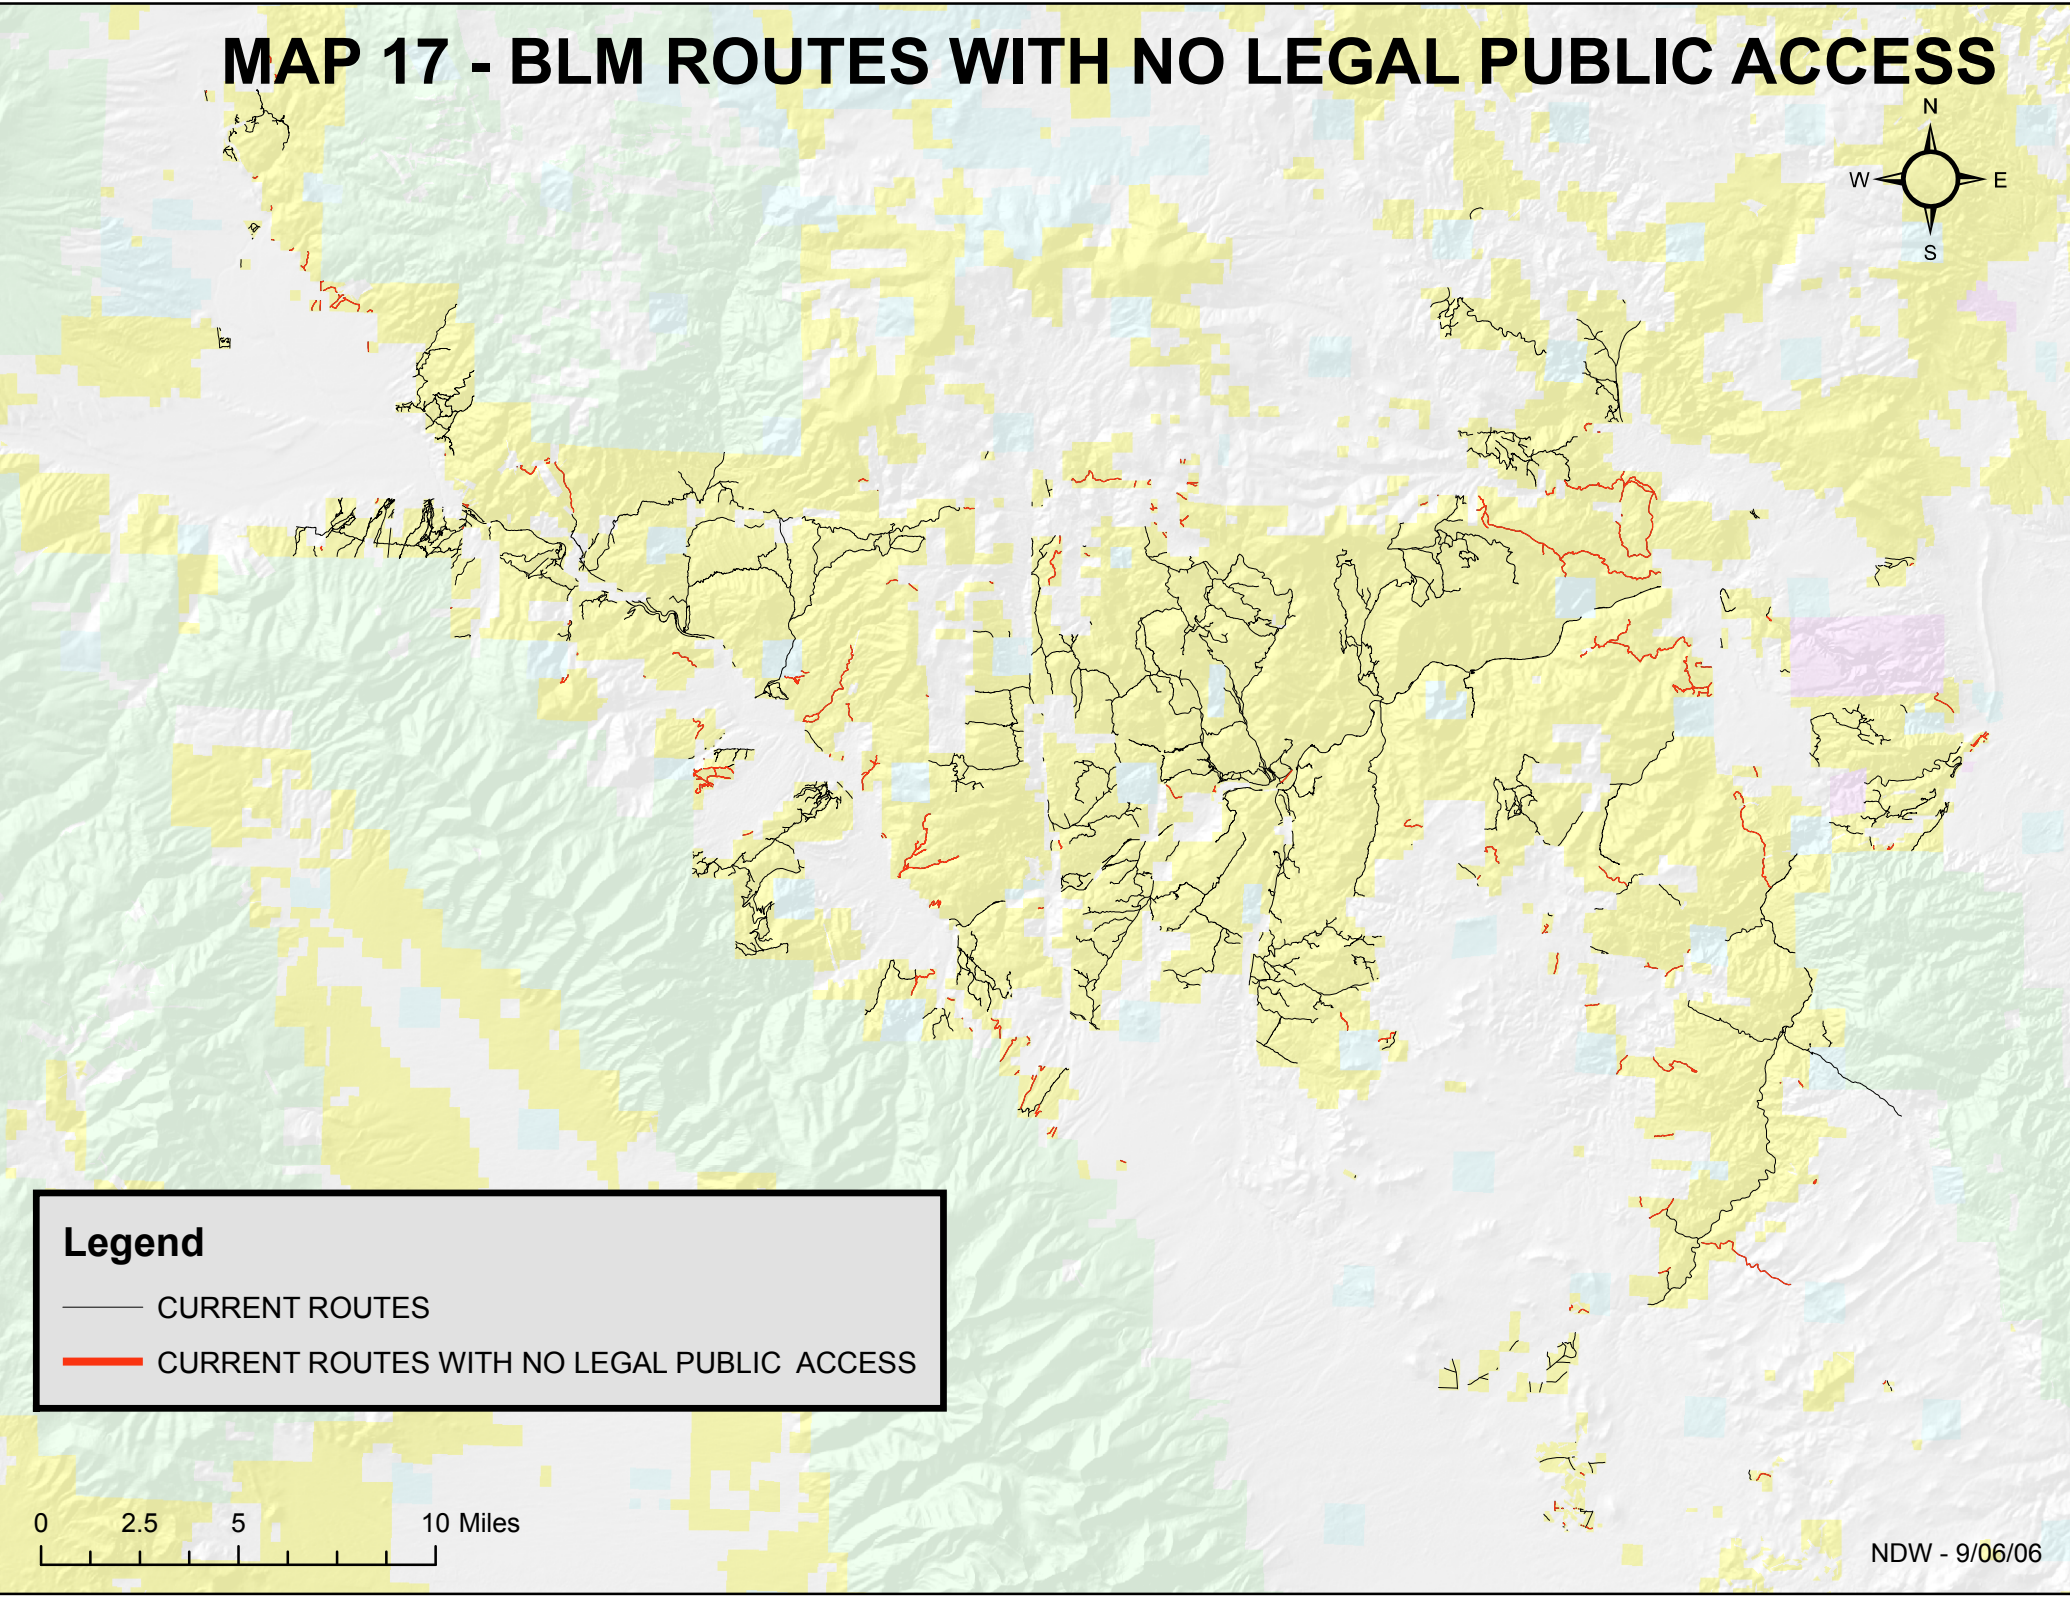 MAP 17 - BLM ROUTES WITH NO LEGAL PUBLIC ACCESS
N
W E
S
Legend
CURRENT ROUTES
CURRENT ROUTES WITH NO LEGAL PUBLIC ACCESS
0 2.5 5 10 Miles
NDW - 9/06/06